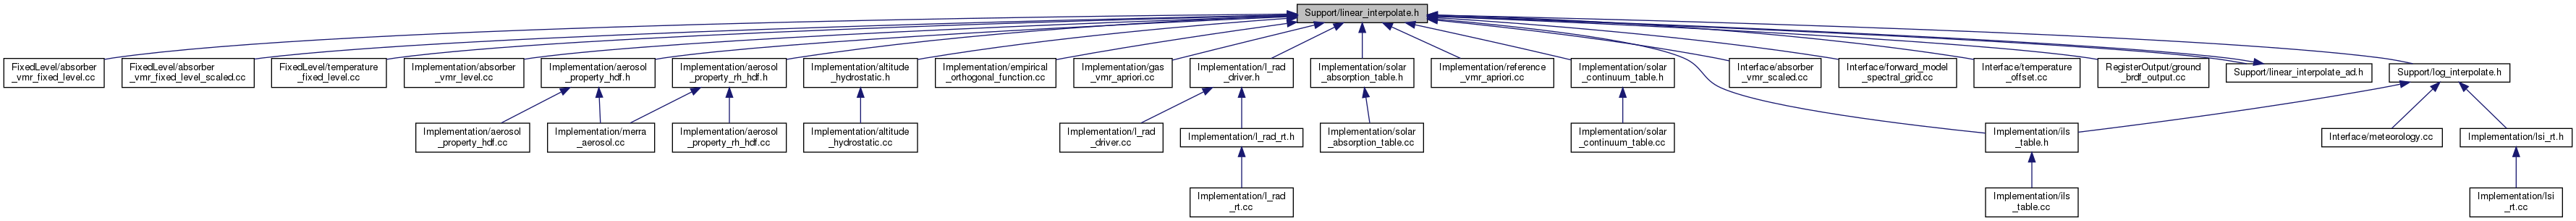 Support/linear_interpolate.h
FixedLevel/absorber
_vmr_fixed_level.cc
FixedLevel/absorber
_vmr_fixed_level_scaled.cc
FixedLevel/temperature
_fixed_level.cc
Implementation/absorber
_vmr_level.cc
Implementation/aerosol
_property_hdf.h
Implementation/aerosol
_property_rh_hdf.h
Implementation/altitude
_hydrostatic.h
Implementation/empirical
_orthogonal_function.cc
Implementation/gas
_vmr_apriori.cc
Implementation/l_rad
_driver.h
Implementation/solar
_absorption_table.h
Implementation/reference
_vmr_apriori.cc
Implementation/solar
_continuum_table.h
Interface/absorber
_vmr_scaled.cc
Interface/forward_model
_spectral_grid.cc
Interface/temperature
_offset.cc
RegisterOutput/ground
_brdf_output.cc
Support/linear_interpolate_ad.h
Support/log_interpolate.h
Implementation/aerosol
_property_hdf.cc
Implementation/merra
_aerosol.cc
Implementation/aerosol
_property_rh_hdf.cc
Implementation/altitude
_hydrostatic.cc
Implementation/l_rad
_driver.cc
Implementation/l_rad_rt.h
Implementation/solar
_absorption_table.cc
Implementation/solar
_continuum_table.cc
Implementation/ils
_table.h
Interface/meteorology.cc
Implementation/lsi_rt.h
Implementation/l_rad
_rt.cc
Implementation/ils
_table.cc
Implementation/lsi
_rt.cc